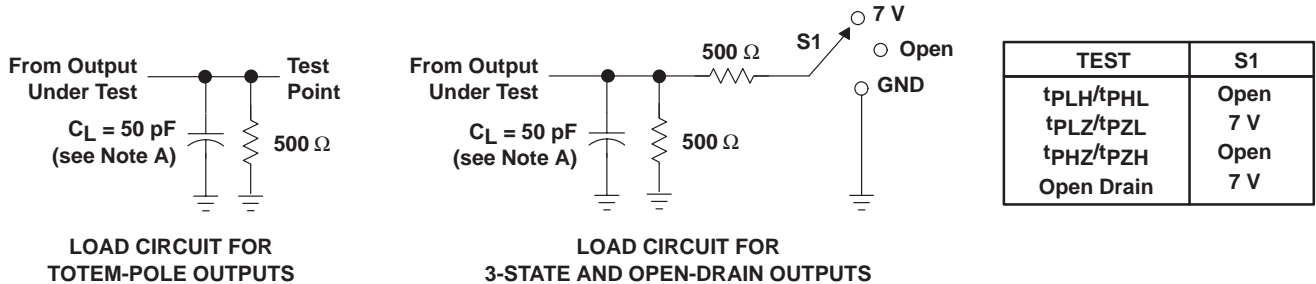 From Output
Under Test
Test
Point
CL = 50 pF
(see Note A)
500 Ω
LOAD CIRCUIT FOR
TOTEM-POLE OUTPUTS
From Output
Under Test
500 Ω
S1
7 V
Open
GND
CL = 50 pF
(see Note A)
500 Ω
LOAD CIRCUIT FOR
3-STATE AND OPEN-DRAIN OUTPUTS
TEST S1
tPLH/tPHL Open
tPLZ/tPZL 7 V
tPHZ/tPZH Open
Open Drain 7 V